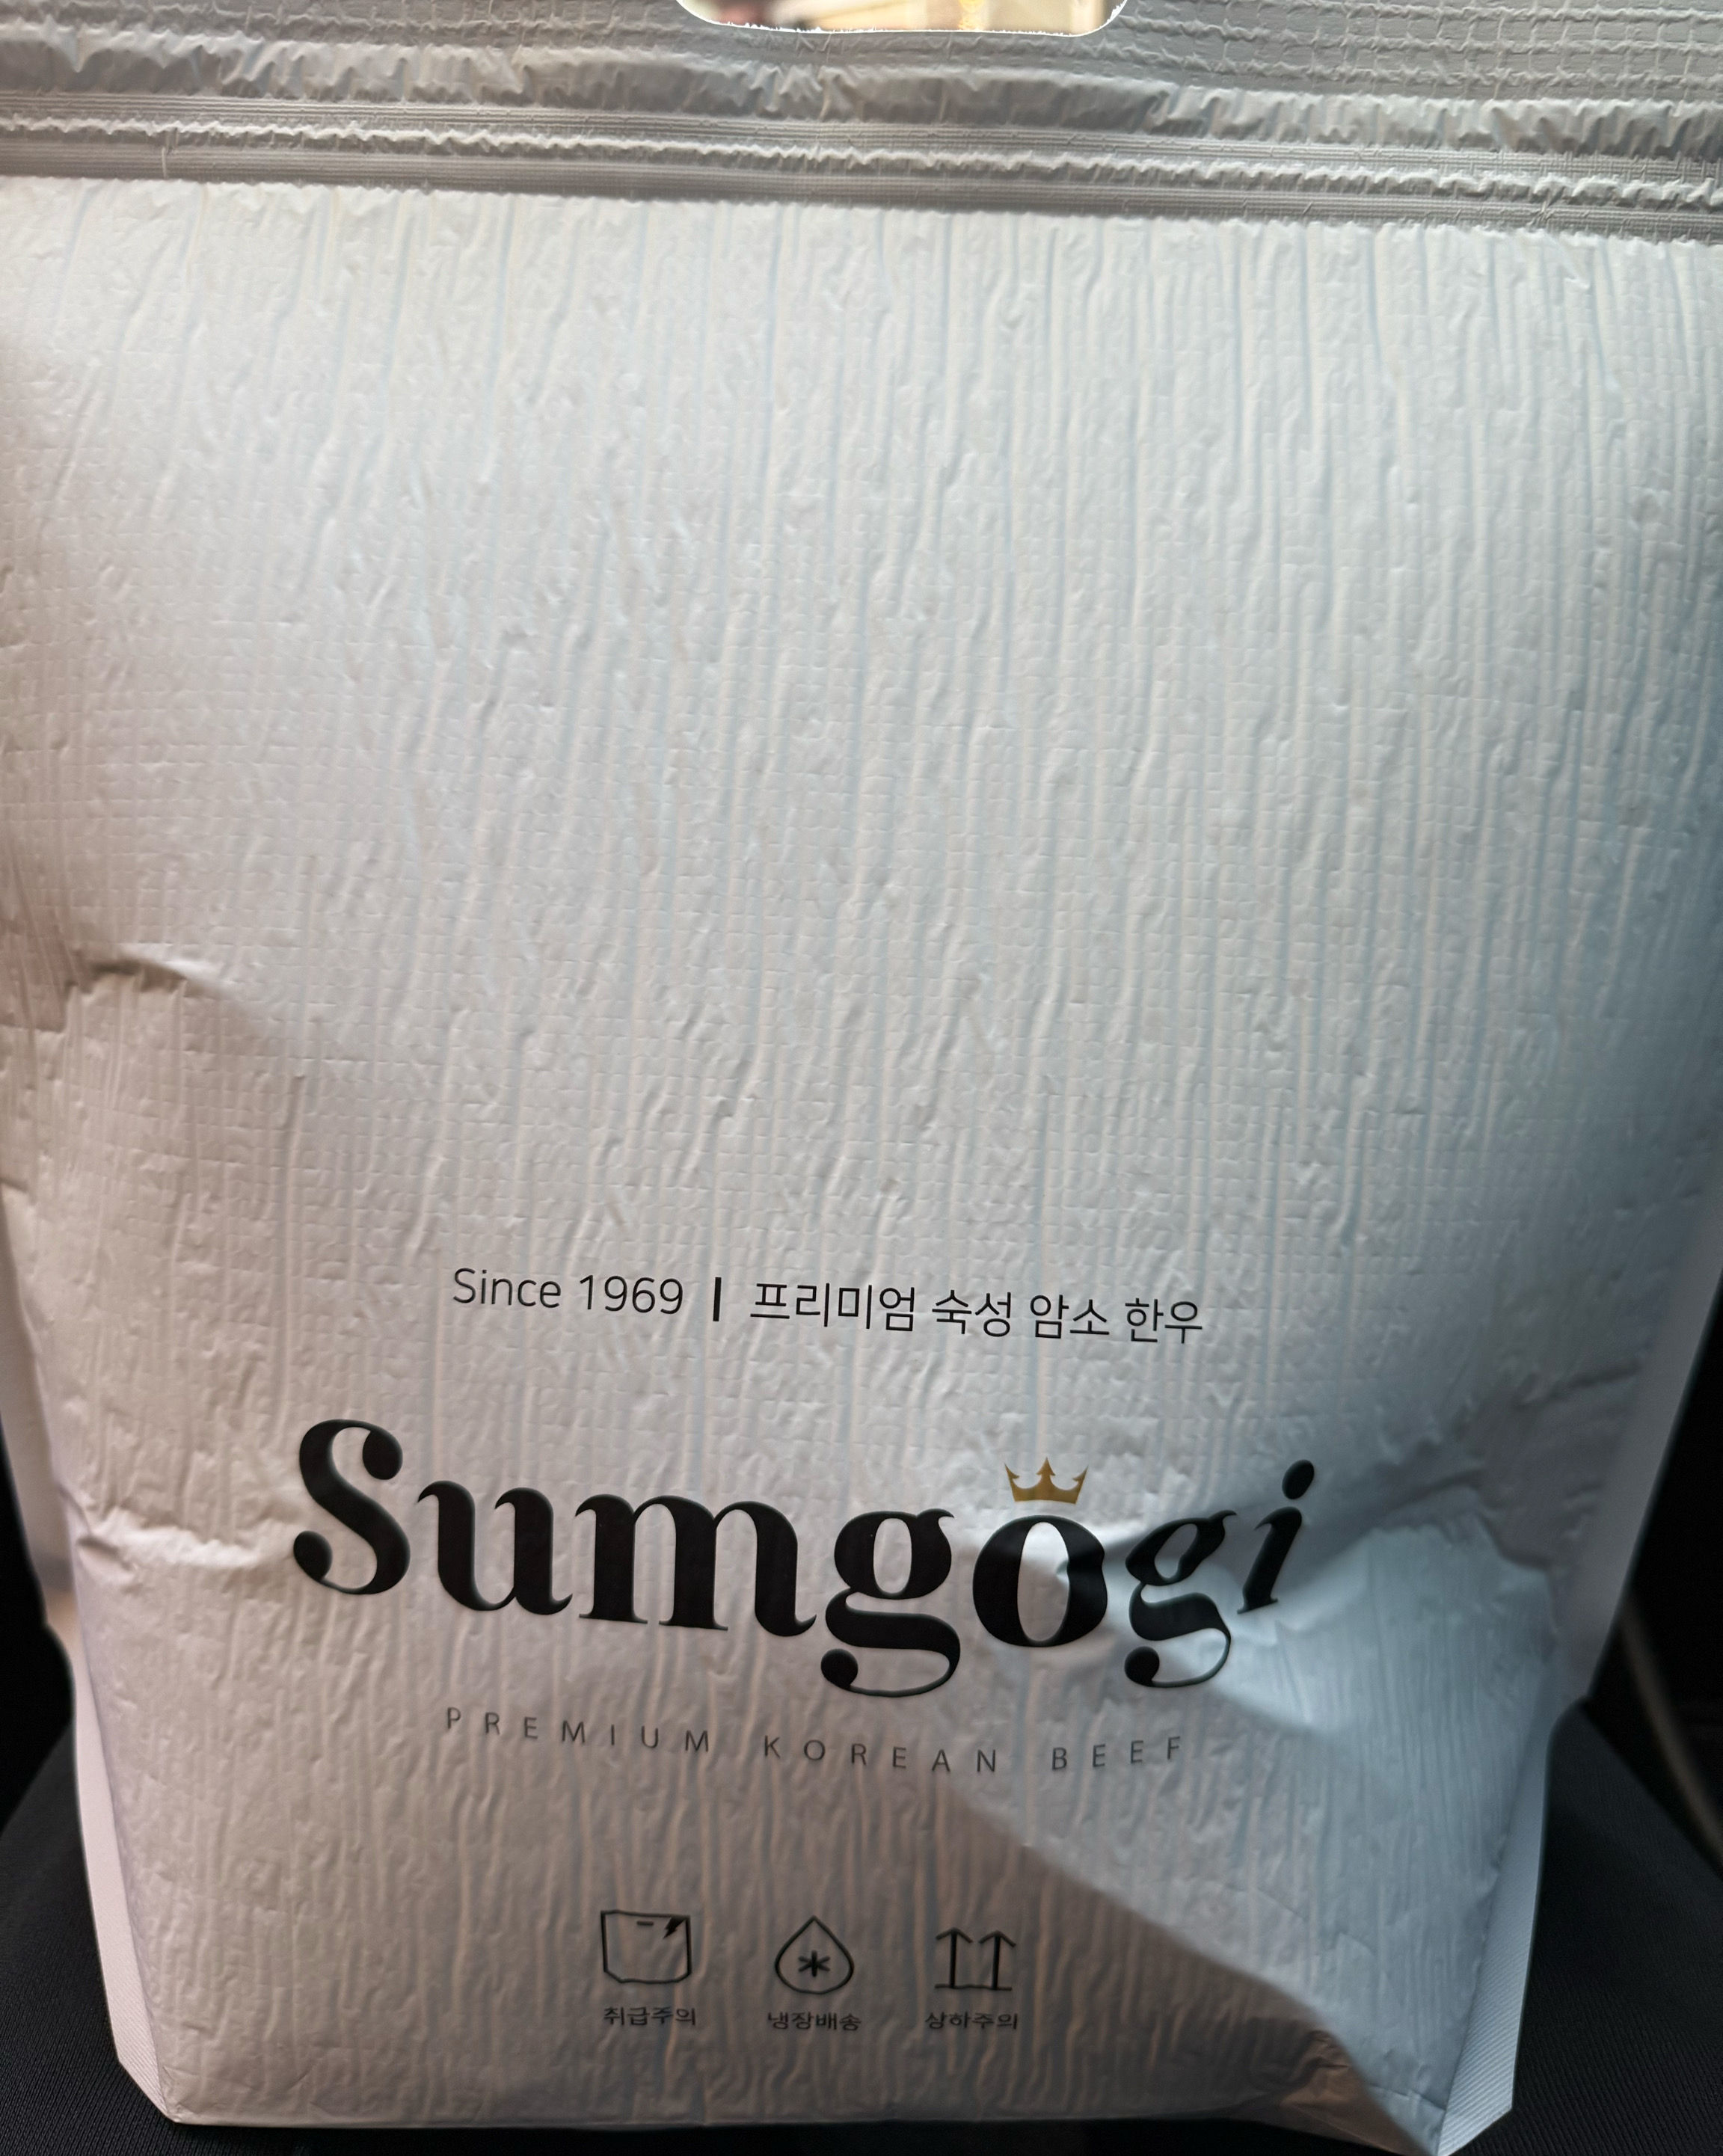 Since 1969 | 프리미엄 숙성 암소 한우
Sumgogi
PREMIUM KOREAN BEEF
취급주의 냉장배송 상하주의